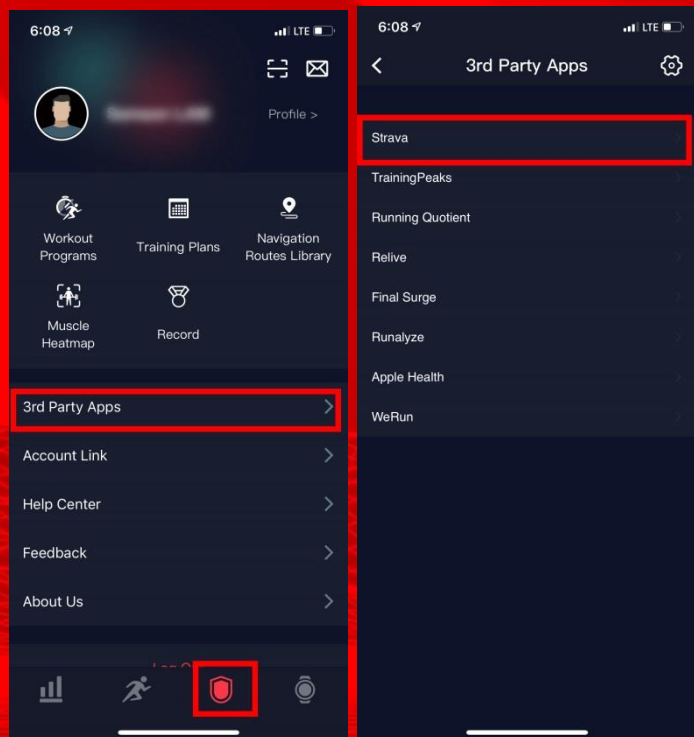 6:08
LTE
Profile >
Workout
Programs
Training Plans
Navigation
Routes Library
Muscle
Heatmap
Record
3rd Party Apps
Account Link
Help Center
Feedback
About Us
6:08
LTE
3rd Party Apps
Strava
TrainingPeaks
Running Quotient
Relive
Final Surge
Runalyze
Apple Health
WeRun